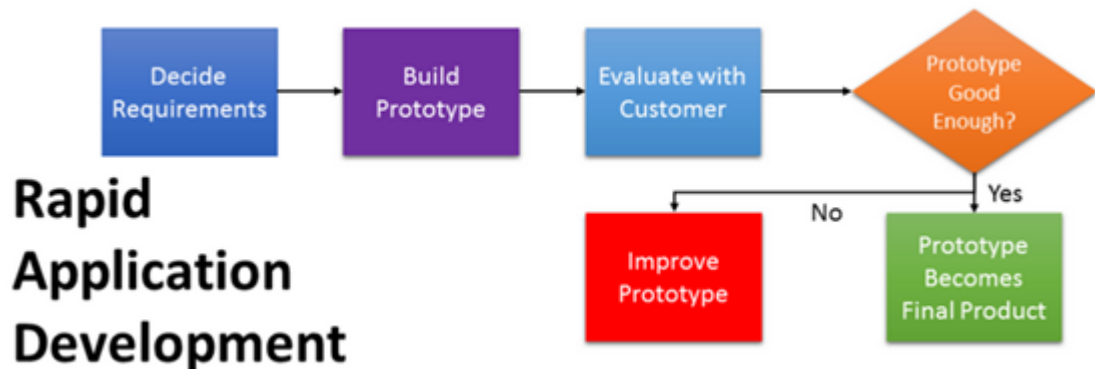 Decide
Requirements
Build
Prototype
Evaluate with
Customer
Prototype
Good
Enough?
Yes
No
Improve
Prototype
Prototype
Becomes
Final Product
Rapid
Application
Development